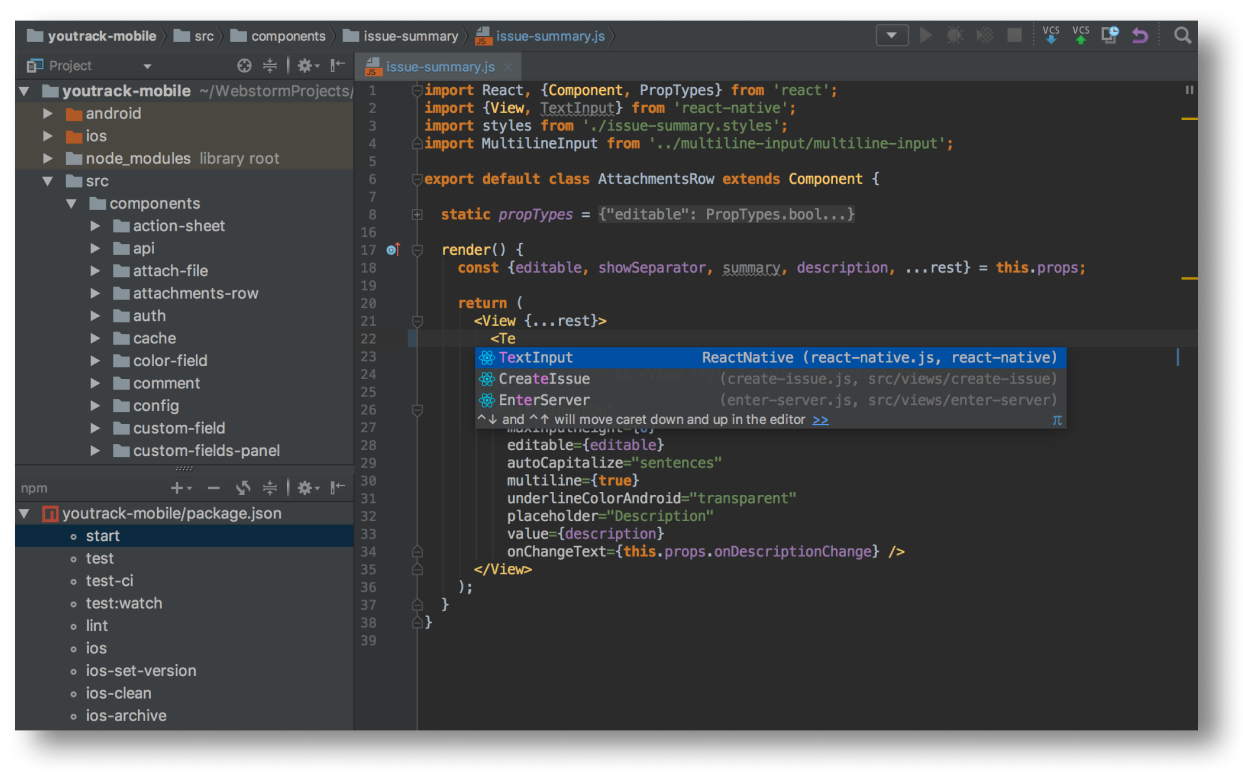 youtrack-mobile src components issue-summary issue-summary.js
VCS VCS
Project
issue-summary.js
youtrack-mobile ~/WebstormProjects/
android
ios
node_modules library root
src
components
action-sheet
api
attach-file
attachments-row
auth
cache
color-field
comment
config
custom-field
custom-fields-panel
npm
youtrack-mobile/package.json
start
test
test-ci
test:watch
lint
ios
ios-set-version
ios-clean
ios-archive
1 import React, {Component, PropTypes} from 'react';
2 import {View, TextInput} from 'react-native';
3 import styles from './issue-summary.styles';
4 import MultilineInput from '../multiline-input/multiline-input';
5
6 export default class AttachmentsRow extends Component {
7
8 static propTypes = {"editable": PropTypes.bool...}
16
17 render() {
18 const {editable, showSeparator, summary, description, ...rest} = this.props;
19
20 return (
21 <View {...rest}>
22 <Te
23 TextInput ReactNative (react-native.js, react-native)
24 CreateIssue (create-issue.js, src/views/create-issue)
25 EnterServer (enter-server.js, src/views/enter-server)
26 ^↓ and ^↑ will move caret down and up in the editor >> π
27
28 editable={editable}
29 autoCapitalize="sentences"
30 multiline={true}
31 underlineColorAndroid="transparent"
32 placeholder="Description"
33 value={description}
34 onChangeText={this.props.onDescriptionChange} />
35 </View>
36 );
37 }
38 }
39